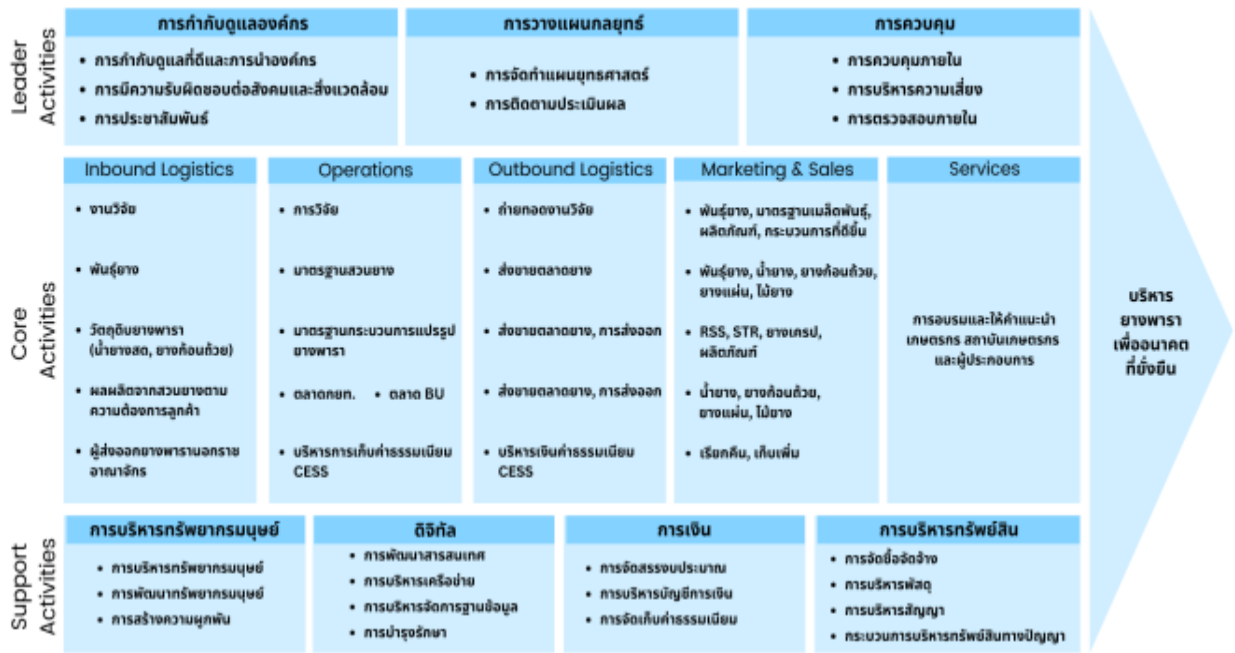 Leader
Activities
การกำกับดูแลองค์กร
• การกำกับดูแลที่ดีและการนำองค์กร
• การมีความรับผิดชอบต่อสังคมและสิ่งแวดล้อม
• การประชาสัมพันธ์
การวางแผนกลยุทธ์
• การจัดทำแผนยุทธศาสตร์
• การติดตามประเมินผล
การควบคุม
• การควบคุมภายใน
• การบริหารความเสี่ยง
• การตรวจสอบภายใน
Core
Activities
Inbound Logistics
• งานวิจัย
• พันธุ์ยาง
• วัตถุดิบยางพารา
(น้ำยางสด, ยางก้อนถ้วย)
• ผลผลิตจากสวนยางตาม
ความต้องการลูกค้า
• ผู้ส่งออกยางพารานอกราช
อาณาจักร
Operations
• การวิจัย
• มาตรฐานสวนยาง
• มาตรฐานกระบวนการแปรรูป
ยางพารา
• ตลาดกยท. • ตลาด BU
• บริหารการเก็บค่าธรรมเนียม
CESS
Outbound Logistics
• ถ่ายทอดงานวิจัย
• ส่งขายตลาดยาง
• ส่งขายตลาดยาง, การส่งออก
• ส่งขายตลาดยาง, การส่งออก
• บริหารเงินค่าธรรมเนียม
CESS
Marketing & Sales
• พันธุ์ยาง, มาตรฐานเมล็ดพันธุ์,
ผลิตภัณฑ์, กระบวนการที่ดีขึ้น
• พันธุ์ยาง, น้ำยาง, ยางก้อนถ้วย,
ยางแผ่น, ไม้ยาง
• RSS, STR, ยางเครป,
ผลิตภัณฑ์
• น้ำยาง, ยางก้อนถ้วย,
ยางแผ่น, ไม้ยาง
• เรียกคืน, เก็บเพิ่ม
Services
การอบรมและให้คำแนะนำ
เกษตรกร สถาบันเกษตรกร
และผู้ประกอบการ
Support
Activities
การบริหารทรัพยากรมนุษย์
• การบริหารทรัพยากรมนุษย์
• การพัฒนาทรัพยากรมนุษย์
• การสร้างความผูกพัน
ดิจิทัล
• การพัฒนาสารสนเทศ
• การบริหารเครือข่าย
• การบริหารจัดการฐานข้อมูล
• การบำรุงรักษา
การเงิน
• การจัดสรรงบประมาณ
• การบริหารบัญชีการเงิน
• การจัดเก็บค่าธรรมเนียม
การบริหารทรัพย์สิน
• การจัดซื้อจัดจ้าง
• การบริหารพัสดุ
• การบริหารสัญญา
• กระบวนการบริหารทรัพย์สินทางปัญญา
บริหาร
ยางพารา
เพื่ออนาคต
ที่ยั่งยืน